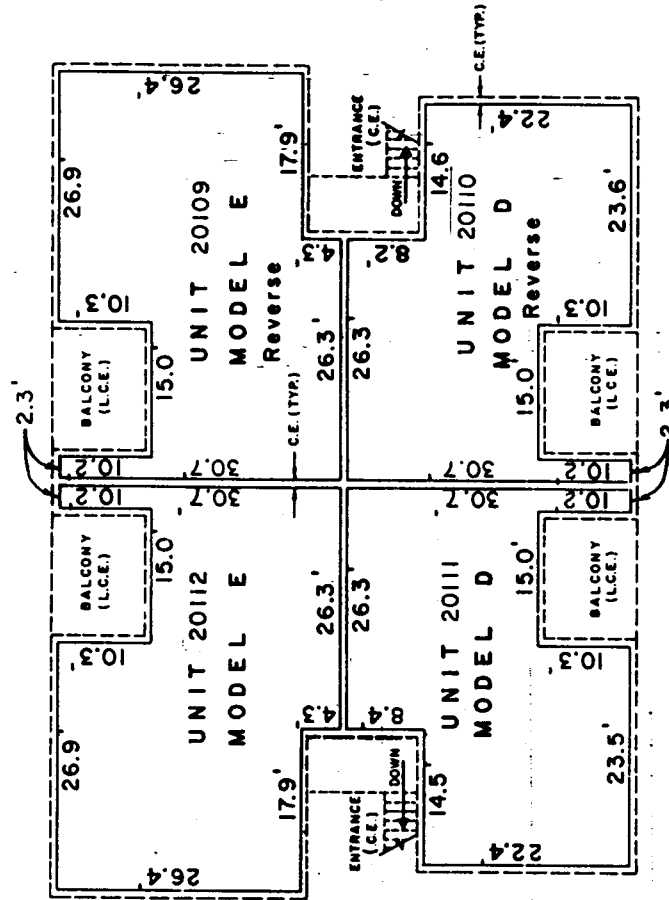 2.3'
26.9
10.3'
BALCONY
(L.C.E.)
15.0'
10.2
26.4'
UNIT 20112
MODEL E
30.7'
17.9'
4.3'
26.3'
10.2
BALCONY
(L.C.E.)
15.0'
10.3'
26.9
26.4'
UNIT 20109
MODEL E
Reverse
30.7
C.E.(TYP.)
26.3'
4.3'
17.9'
ENTRANCE
(.C.E.)
DOWN
8.4'
14.5
26.3
UNIT 20111
MODEL D
30.7'
22.4'
23.5'
10.3'
15.0'
BALCONY
(L.C.E.)
10.2
26.3
8.2'
DOWN
ENTRANCE
(C.E.)
14.6
C.E.(TYP.)
UNIT 20110
MODEL D
Reverse
30.7
22.4'
15.0'
BALCONY
(L.C.E.)
10.2
10.3'
23.6'
2.3'